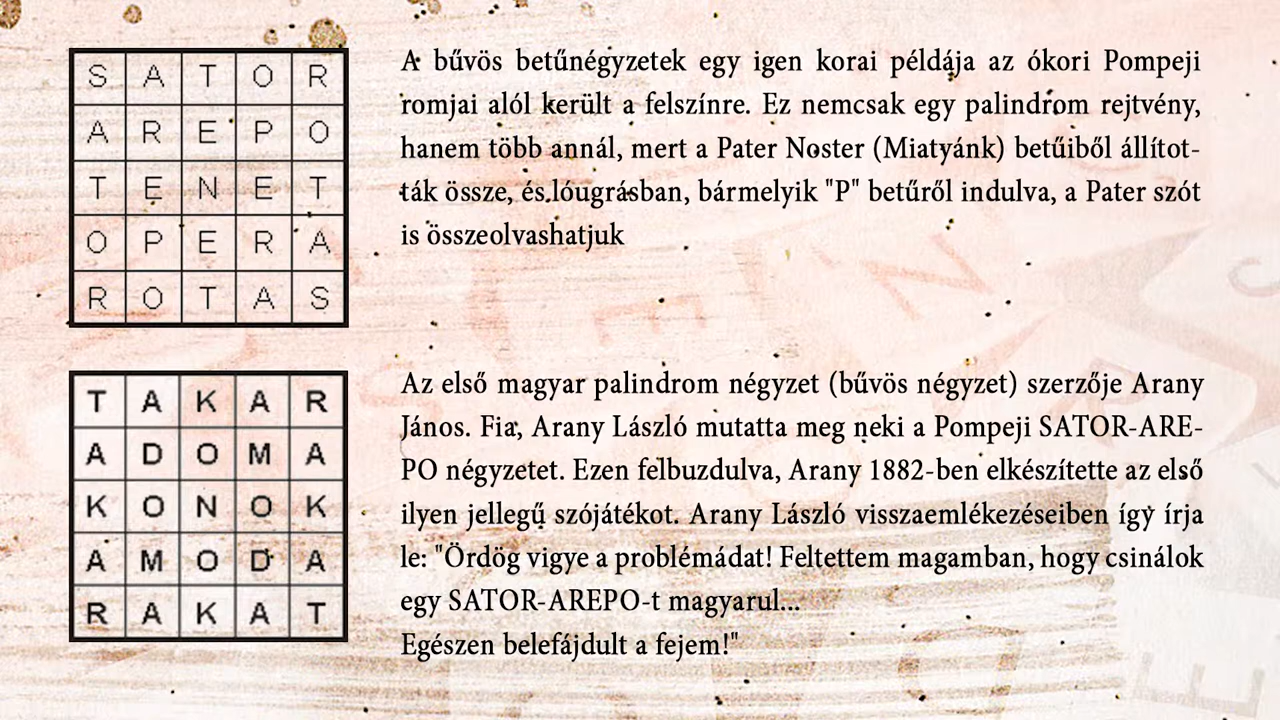 S A T O R
A R E P O
T E N E T
O P E R A
R O T A S
A bűvös betűnégyzetek egy igen korai példája az ókori Pompeji
romjai alól került a felszínre. Ez nemcsak egy palindrom rejtvény,
hanem több annál, mert a Pater Noster (Miatyánk) betűiből állítot-
ták össze, és lóugrásban, bármelyik "P" betűről indulva, a Pater szót
is összeolvashatjuk
T A K A R
A D O M A
K O N O K
A M O D A
R A K A T
Az első magyar palindrom négyzet (bűvös négyzet) szerzője Arany
János. Fia, Arany László mutatta meg neki a Pompeji SATOR-ARE-
PO négyzetet. Ezen felbuzdulva, Arany 1882-ben elkészítette az első
ilyen jellegű szójátékot. Arany László visszaemlékezéseiben így írja
le: "Ördög vigye a problémádat! Feltettem magamban, hogy csinálok
egy SATOR-AREPO-t magyarul...
Egészen belefájdult a fejem!"